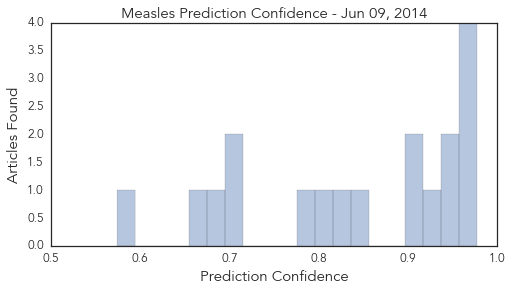 Measles Prediction Confidence - Jun 09, 2014
4.0
3.5
3.0
2.5
2.0
1.5
1.0
0.5
0.0
Articles Found
0.5 0.6 0.7 0.8 0.9 1.0
Prediction Confidence